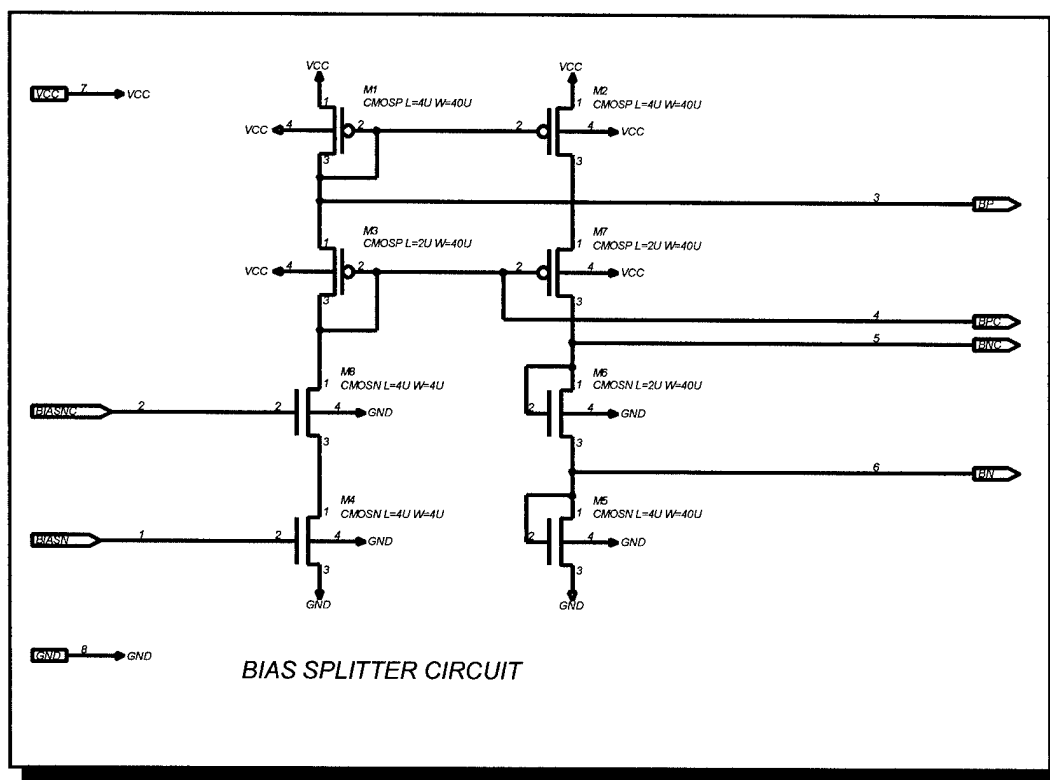 VCC VCC
7 VCC
M1
CMOSP L=4U W=40U
M2
CMOSP L=4U W=40U
1 1
VCC 4 2 2 4 VCC
3 3
3 BP
M3
CMOSP L=2U W=40U
M7
CMOSP L=2U W=40U
1 1
VCC 4 2 2 4 VCC
3 3
4 BPC
5 BNC
M8
CMOSN L=4U W=4U
M6
CMOSN L=2U W=40U
1 1
BIASNC 2 2 4 GND 2 4 GND
3 3
6 BN
M4
CMOSN L=4U W=4U
M5
CMOSN L=4U W=40U
1 1
BIASN 1 2 4 GND 2 4 GND
3 3
GND GND
GND 8 GND
BIAS SPLITTER CIRCUIT
VCC